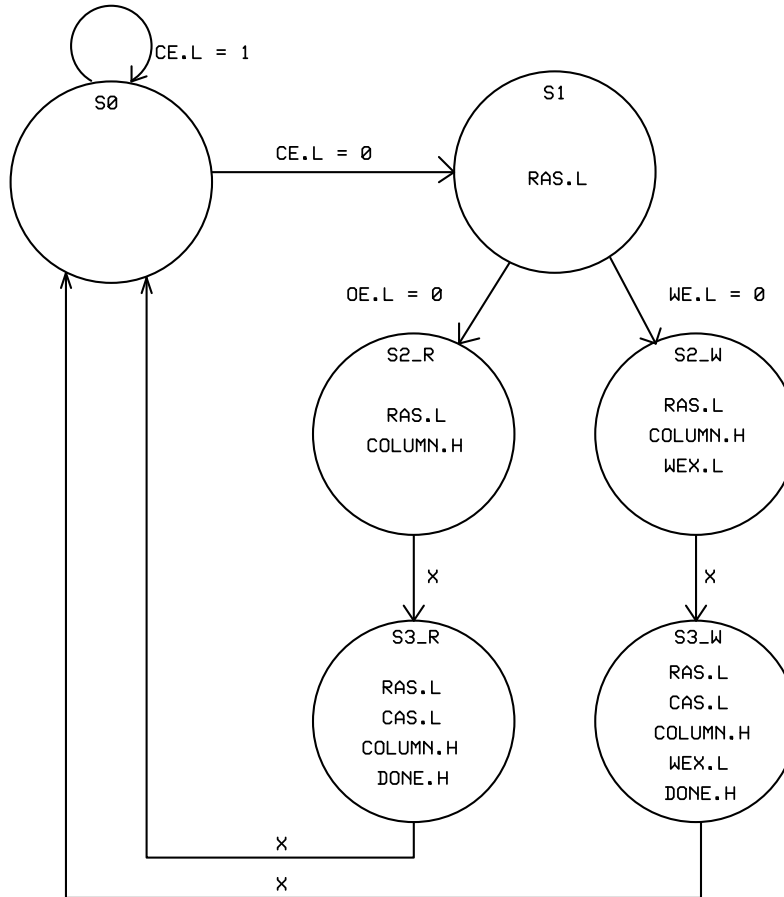 CE.L = 1
S0
S1
CE.L = 0
RAS.L
OE.L = 0
WE.L = 0
S2_R
RAS.L
COLUMN.H
S2_W
RAS.L
COLUMN.H
WEX.L
X
X
S3_R
RAS.L
CAS.L
COLUMN.H
DONE.H
S3_W
RAS.L
CAS.L
COLUMN.H
WEX.L
DONE.H
X
X